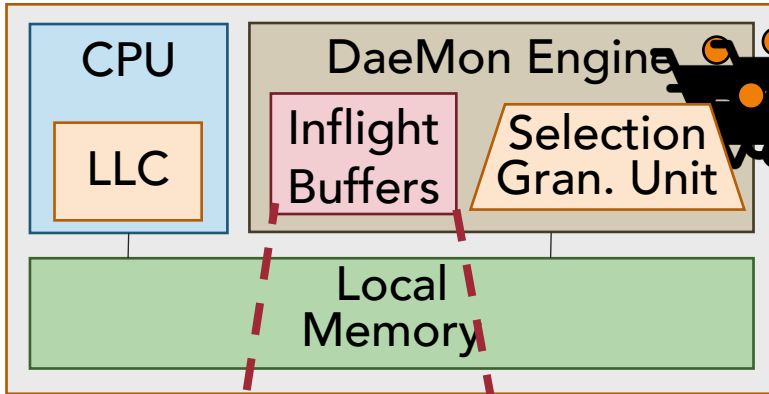 CPU
LLC
DaeMon Engine
Inflight
Buffers
Selection
Gran. Unit
Local
Memory